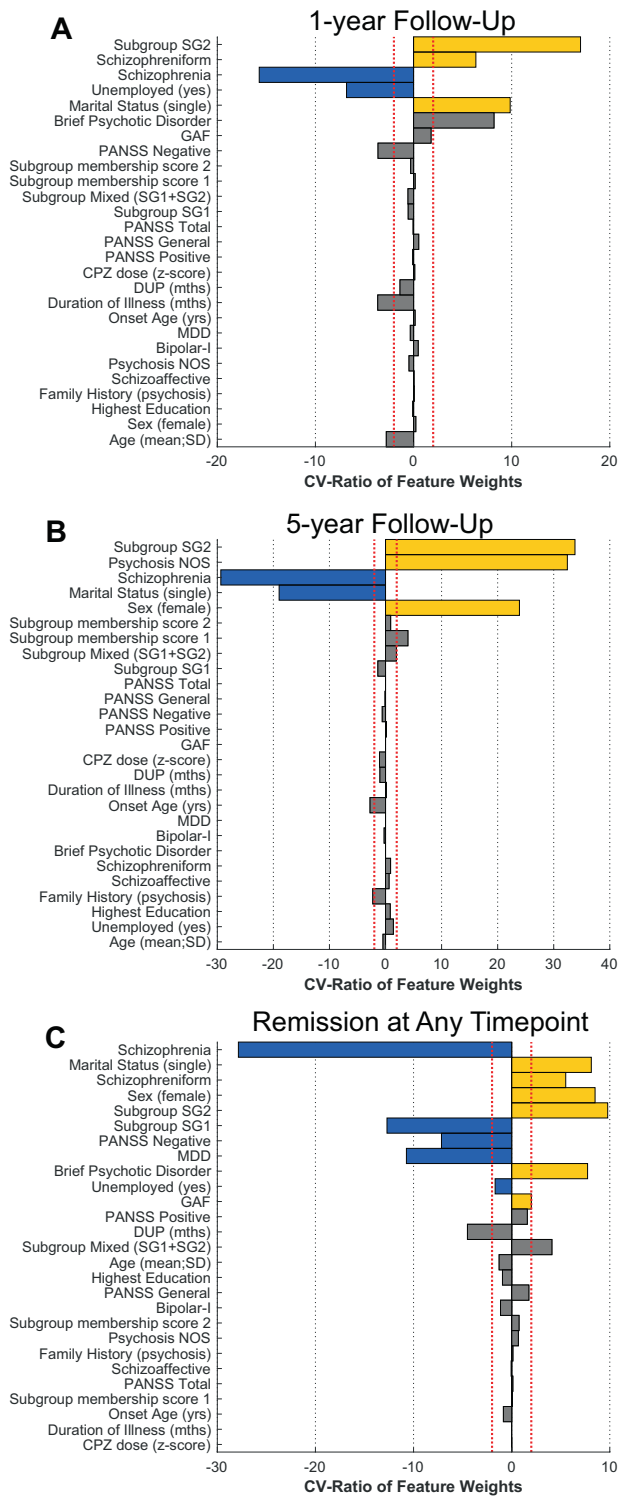 A
1-year Follow-Up
Subgroup SG2
Schizophreniform
Schizophrenia
Unemployed (yes)
Marital Status (single)
Brief Psychotic Disorder
GAF
PANSS Negative
Subgroup membership score 2
Subgroup membership score 1
Subgroup Mixed (SG1+SG2)
Subgroup SG1
PANSS Total
PANSS General
PANSS Positive
CPZ dose (z-score)
DUP (mths)
Duration of Illness (mths)
Onset Age (yrs)
MDD
Bipolar-I
Psychosis NOS
Schizoaffective
Family History (psychosis)
Highest Education
Sex (female)
Age (mean;SD)
-20 -10 0 10 20
CV-Ratio of Feature Weights
B
5-year Follow-Up
Subgroup SG2
Psychosis NOS
Schizophrenia
Marital Status (single)
Sex (female)
Subgroup membership score 2
Subgroup membership score 1
Subgroup Mixed (SG1+SG2)
Subgroup SG1
PANSS Total
PANSS General
PANSS Negative
PANSS Positive
GAF
CPZ dose (z-score)
DUP (mths)
Duration of Illness (mths)
Onset Age (yrs)
MDD
Bipolar-I
Brief Psychotic Disorder
Schizophreniform
Schizoaffective
Family History (psychosis)
Highest Education
Unemployed (yes)
Age (mean;SD)
-30 -20 -10 0 10 20 30 40
CV-Ratio of Feature Weights
C
Remission at Any Timepoint
Schizophrenia
Marital Status (single)
Schizophreniform
Sex (female)
Subgroup SG2
Subgroup SG1
PANSS Negative
MDD
Brief Psychotic Disorder
Unemployed (yes)
GAF
PANSS Positive
DUP (mths)
Subgroup Mixed (SG1+SG2)
Age (mean;SD)
Highest Education
PANSS General
Bipolar-I
Subgroup membership score 2
Psychosis NOS
Family History (psychosis)
Schizoaffective
PANSS Total
Subgroup membership score 1
Onset Age (yrs)
Duration of Illness (mths)
CPZ dose (z-score)
-30 -20 -10 0 10
CV-Ratio of Feature Weights